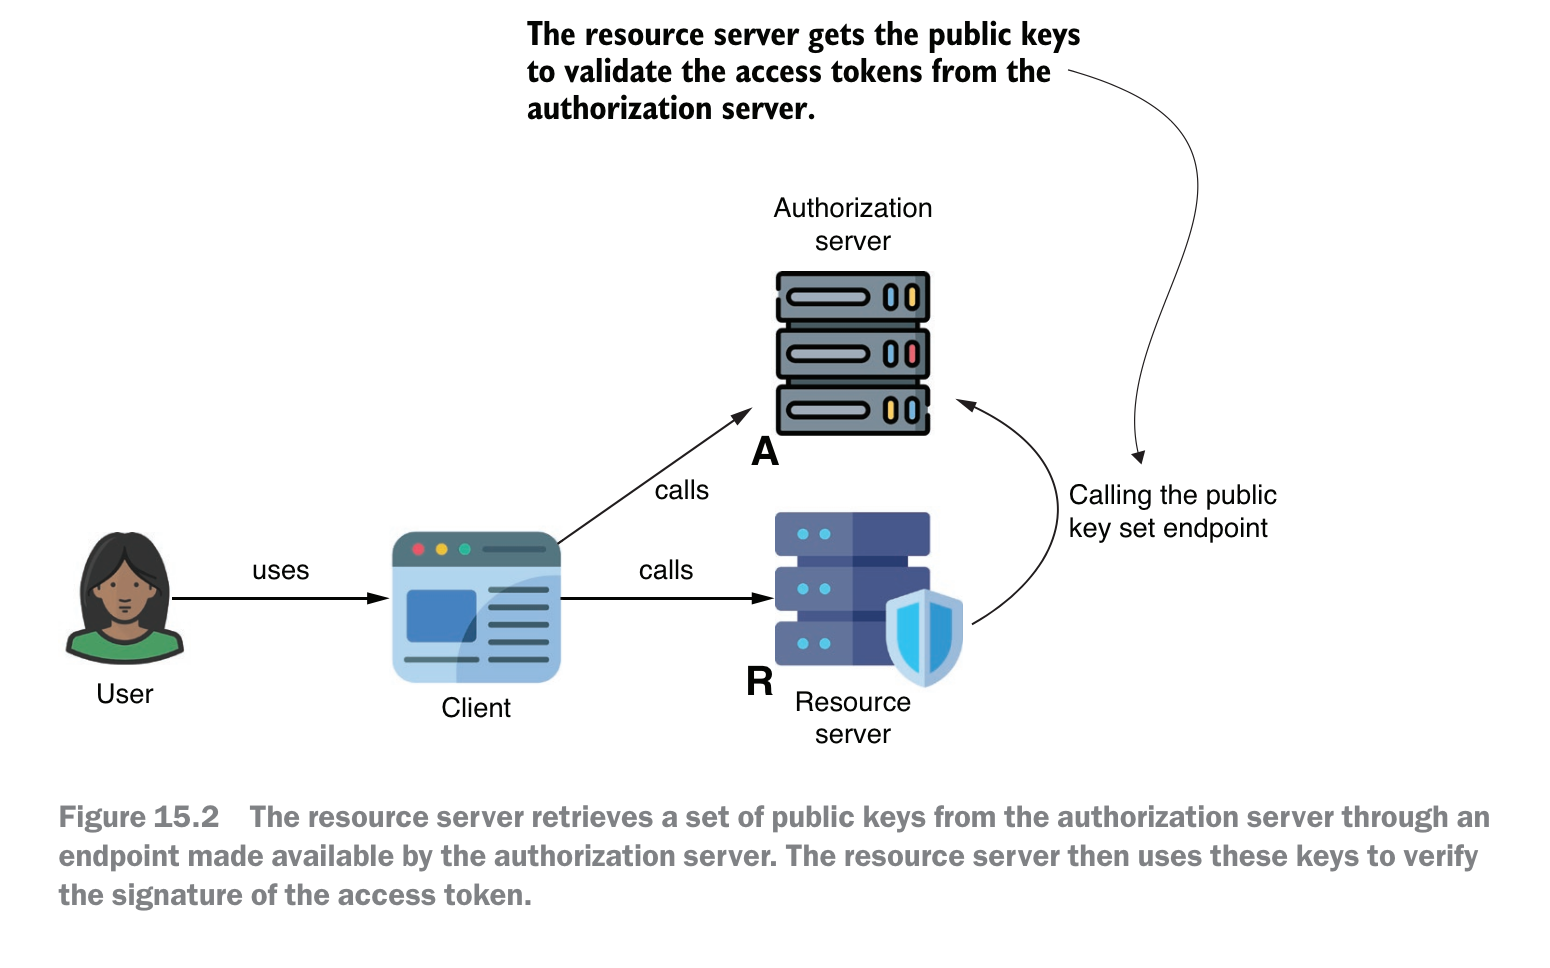 The resource server gets the public keys
to validate the access tokens from the
authorization server.
Authorization
server
A
calls
Calling the public
key set endpoint
uses
calls
R
User
Client
Resource
server
Figure 15.2 The resource server retrieves a set of public keys from the authorization server through an
endpoint made available by the authorization server. The resource server then uses these keys to verify
the signature of the access token.